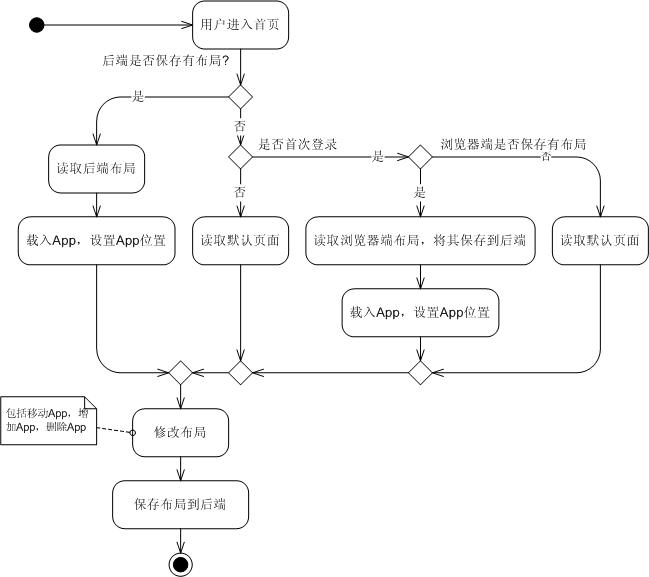 用户进入首页
后端是否保存有布局?
是
否
是否首次登录
是
浏览器端是否保存有布局
否
读取后端布局
否
是
载入App，设置App位置
读取默认页面
读取浏览器端布局，将其保存到后端
读取默认页面
载入App，设置App位置
包括移动App，增
加App，删除App
修改布局
保存布局到后端